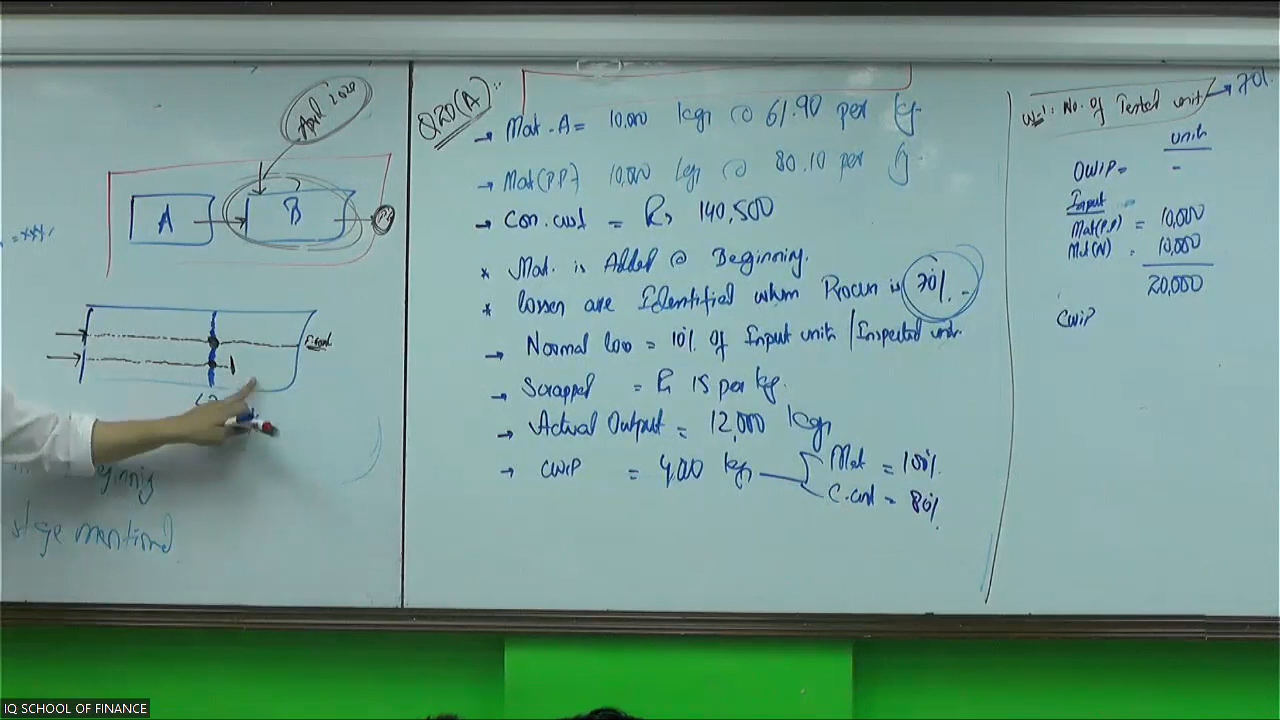 April 2020
A
B
=***
Q20(A):
→ Mat. A = 10,000 kgs @ 61.90 per kg
→ Mat(P.P) 10,000 kgs @ 80.10 per kg
→ Con. cost = Rs 140,500
* Mat. is Added @ Beginning.
* Losses are Identified when Process is 70%.
→ Normal loss = 10% of Input units / Inspected units
→ Scrapped = Rs 15 per kg.
→ Actual Output = 12,000 kgs
→ CWIP = 4,000 kgs
Mat = 100%
C.cost = 80%
stage mentioned
W-1: No. of Tested units → 70%
Units
OWIP = -
Input
Mat(P.P) = 10,000
Mat(N) = 10,000
20,000
CWIP
IQ SCHOOL OF FINANCE